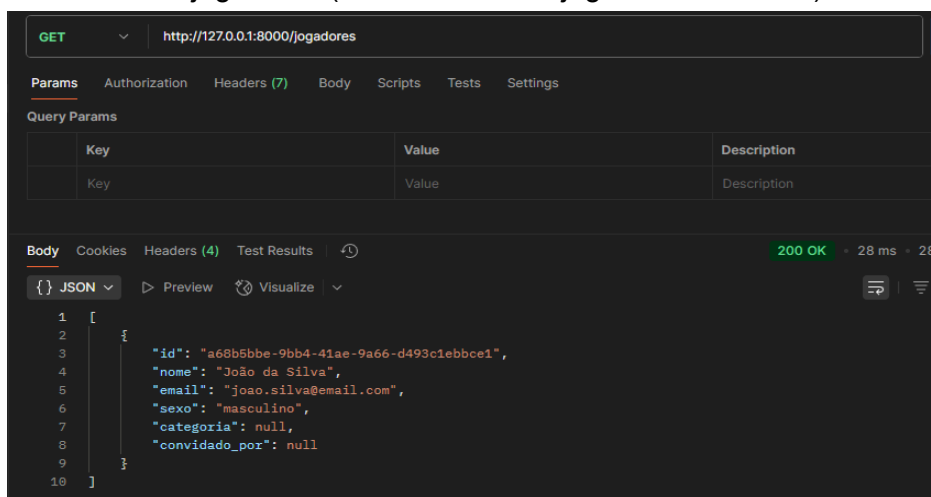 GET http://127.0.0.1:8000/jogadores
Params Authorization Headers (7) Body Scripts Tests Settings
Query Params
Key Value Description
Key Value Description
Body Cookies Headers (4) Test Results 200 OK • 28 ms • 28
{} JSON Preview Visualize
1 [
2 {
3 "id": "a68b5bbe-9bb4-41ae-9a66-d493c1ebbce1",
4 "nome": "João da Silva",
5 "email": "joao.silva@email.com",
6 "sexo": "masculino",
7 "categoria": null,
8 "convidado_por": null
9 }
10 ]